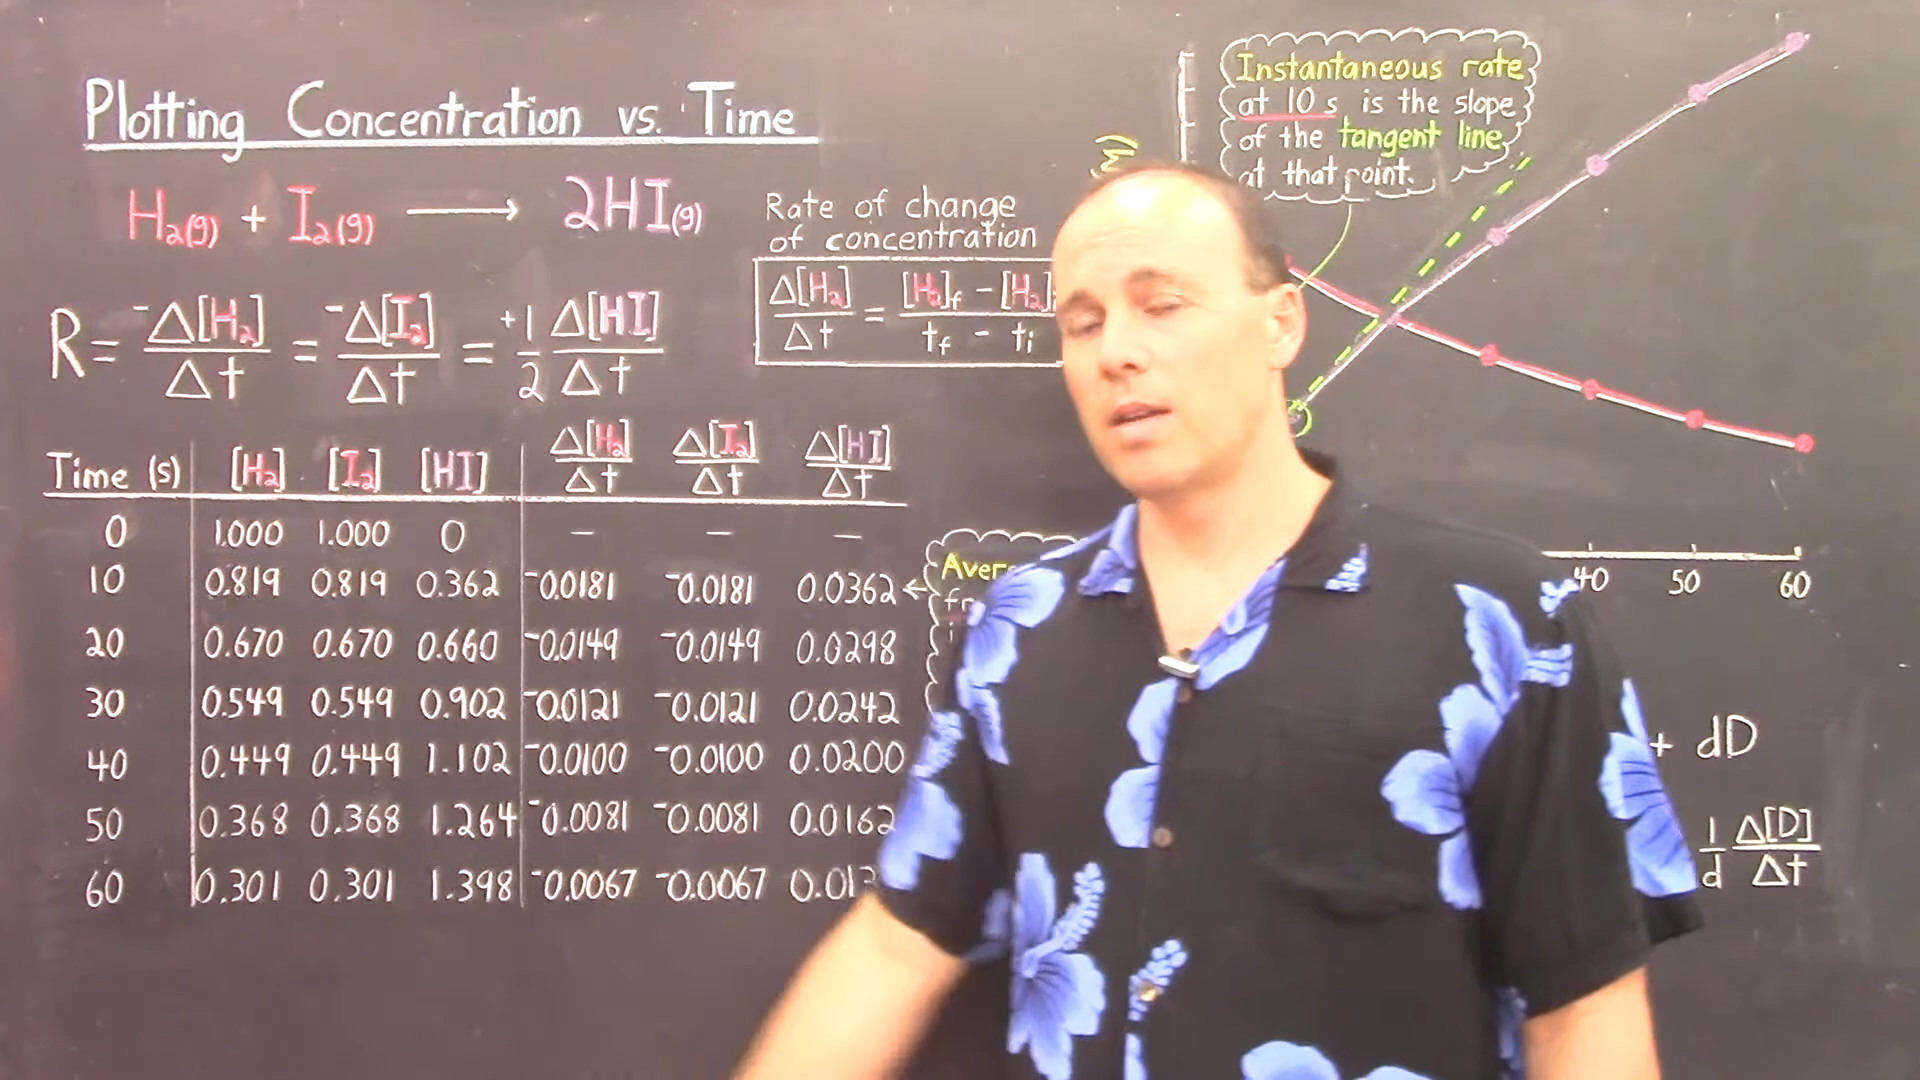 Plotting Concentration vs. Time
H₂(g) + I₂(g) ⟶ 2HI(g)
R = -Δ[H₂]/Δt = -Δ[I₂]/Δt = +1/2 Δ[HI]/Δt
Rate of change
of concentration
Δ[H₂]/Δt = [H₂]f - [H₂]i / tf - ti
Instantaneous rate
at 10 s is the slope
of the tangent line
at that point.
Time (s) [H₂] [I₂] [HI] Δ[H₂]/Δt Δ[I₂]/Δt Δ[HI]/Δt
0 1.000 1.000 0 — — —
10 0.819 0.819 0.362 -0.0181 -0.0181 0.0362
20 0.670 0.670 0.660 -0.0149 -0.0149 0.0298
30 0.549 0.549 0.902 -0.0121 -0.0121 0.0242
40 0.449 0.449 1.102 -0.0100 -0.0100 0.0200
50 0.368 0.368 1.264 -0.0081 -0.0081 0.0162
60 0.301 0.301 1.398 -0.0067 -0.0067
40 50 60
+ dD
1/d Δ[D]/Δt